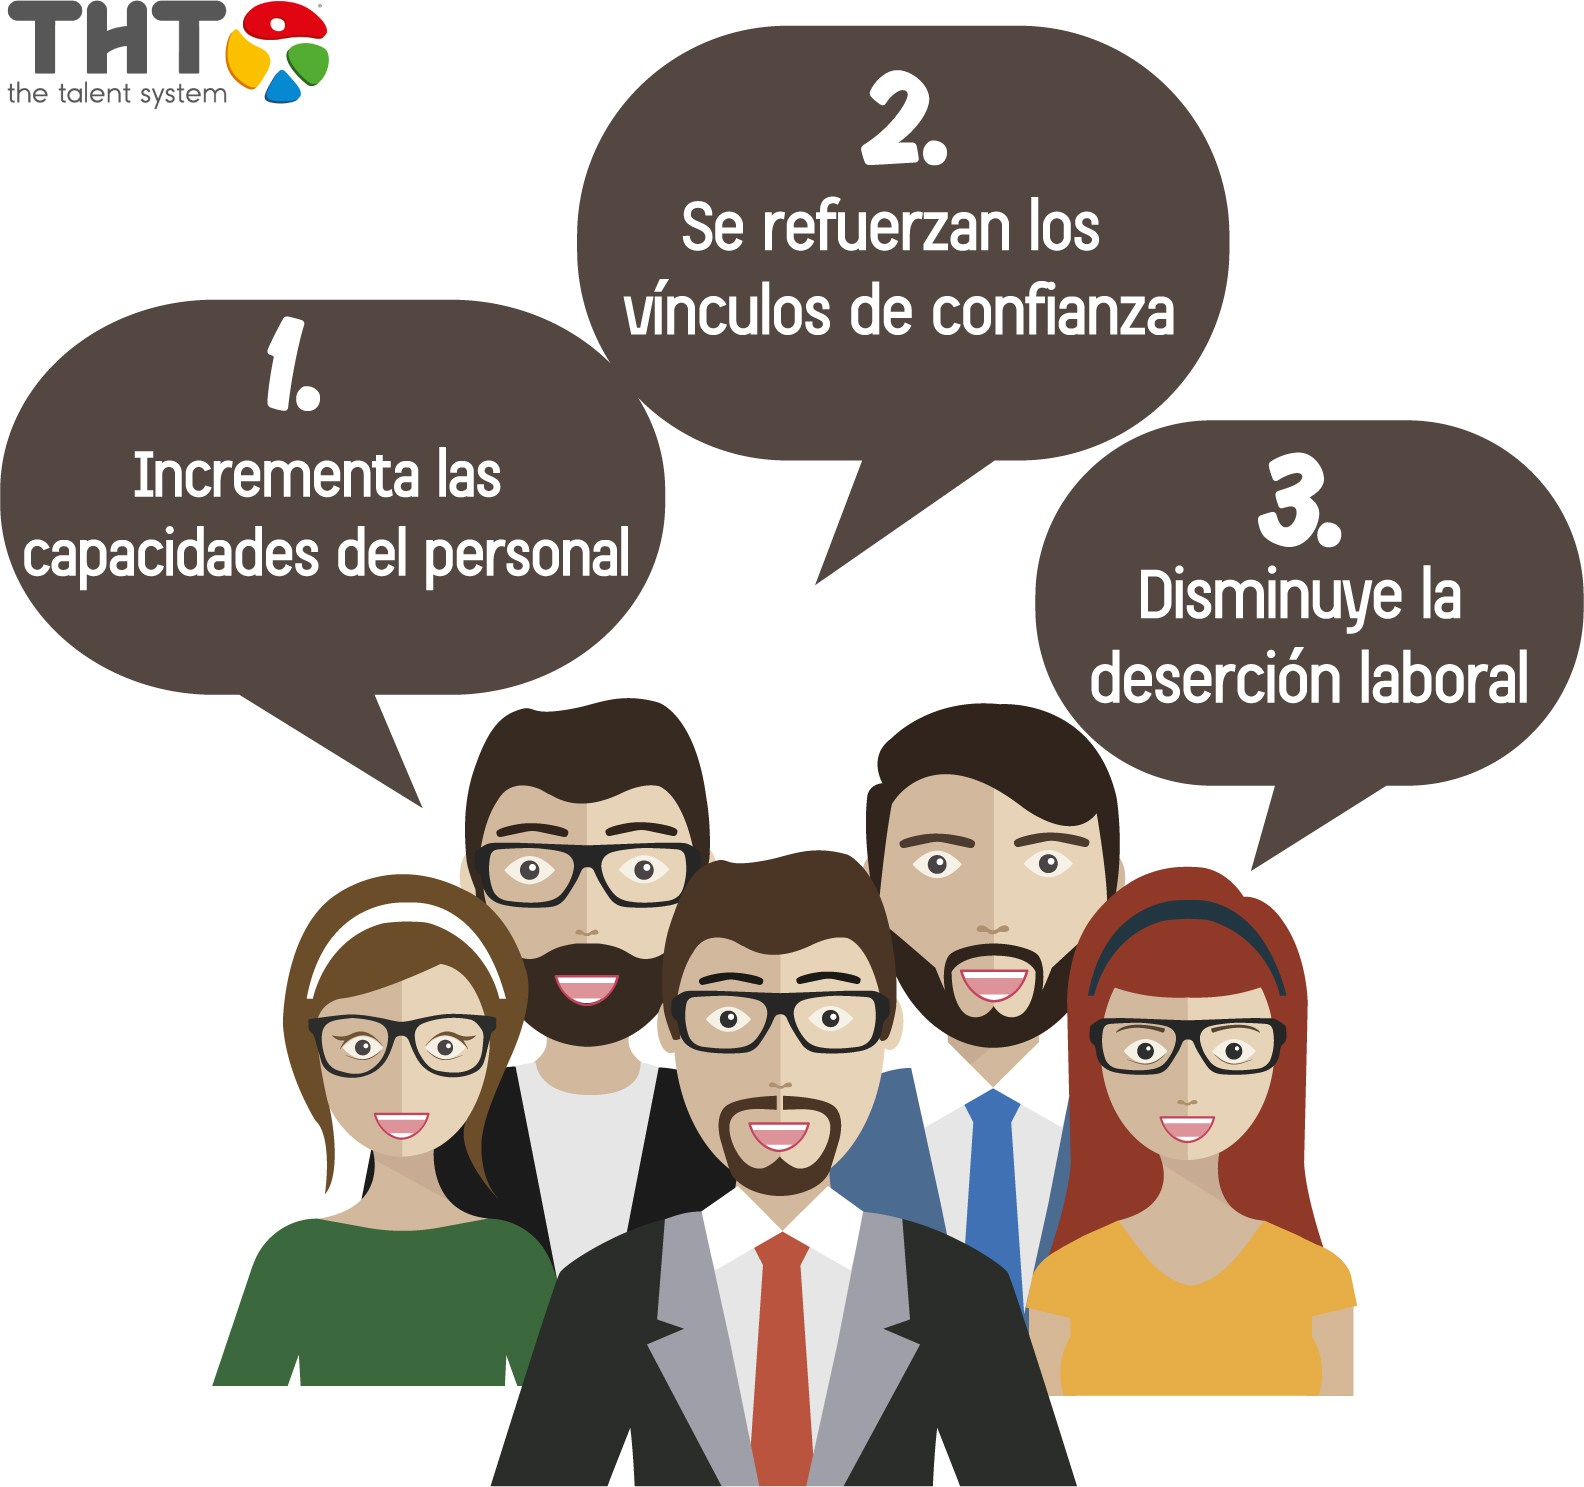 THT
the talent system
1.
Incrementa las
capacidades del personal
2.
Se refuerzan los
vínculos de confianza
3.
Disminuye la
deserción laboral